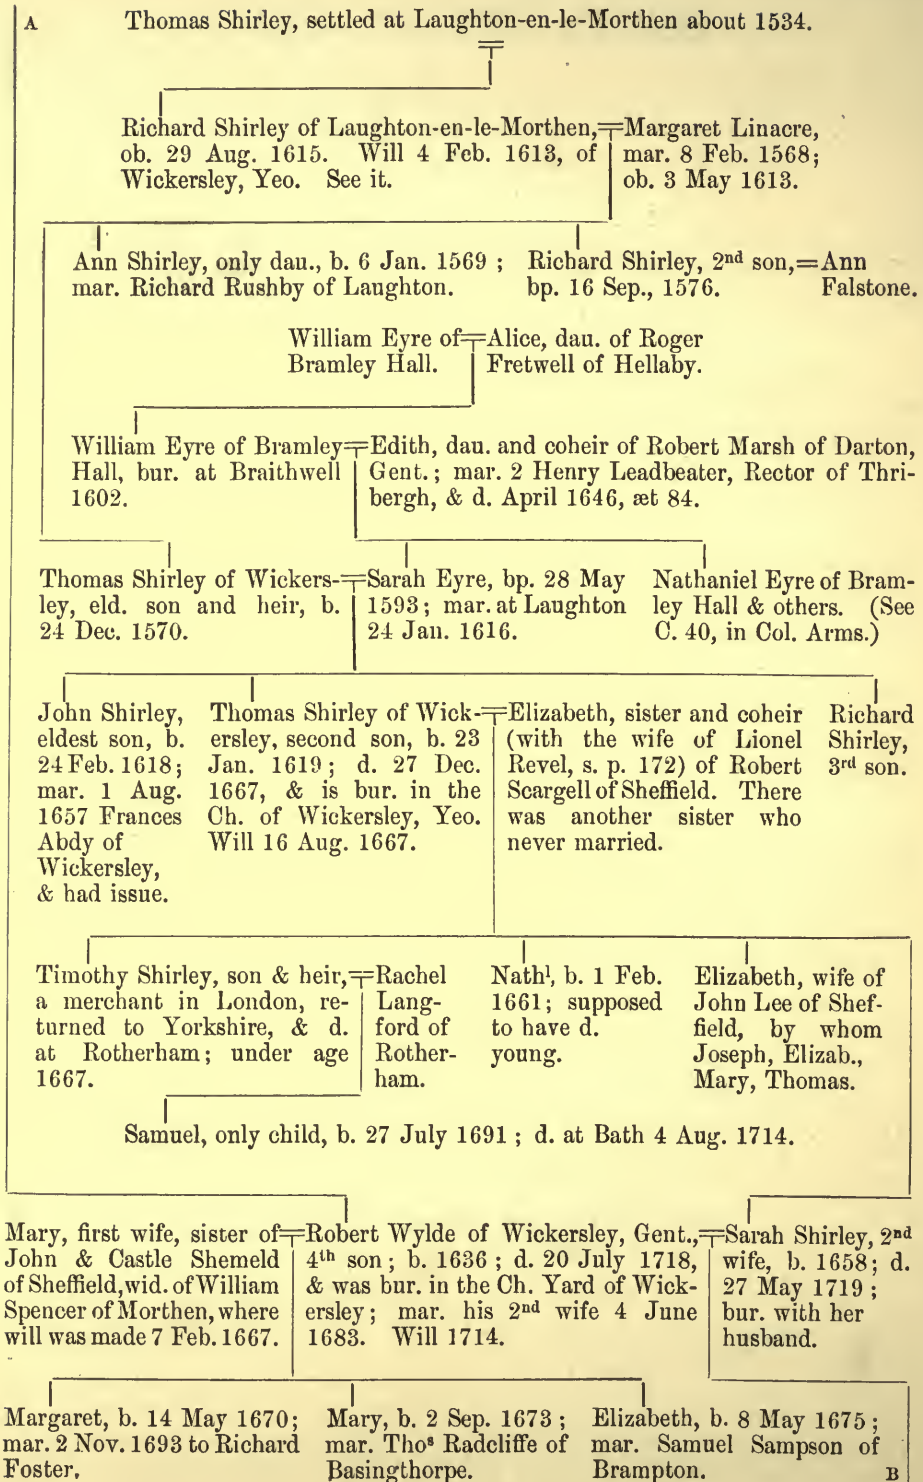 A Thomas Shirley, settled at Laughton-en-le-Morthen about 1534.
Richard Shirley of Laughton-en-le-Morthen,
ob. 29 Aug. 1615. Will 4 Feb. 1613, of
Wickersley, Yeo. See it.
=Margaret Linacre,
mar. 8 Feb. 1568;
ob. 3 May 1613.
Ann Shirley, only dau., b. 6 Jan. 1569 ;
mar. Richard Rushby of Laughton.
Richard Shirley, 2nd son,
bp. 16 Sep., 1576.
=Ann
Falstone.
William Eyre of
Bramley Hall.
=Alice, dau. of Roger
Fretwell of Hellaby.
William Eyre of Bramley
Hall, bur. at Braithwell
1602.
=Edith, dau. and coheir of Robert Marsh of Darton,
Gent.; mar. 2 Henry Leadbeater, Rector of Thri-
bergh, & d. April 1646, æt 84.
Thomas Shirley of Wickers-
ley, eld. son and heir, b.
24 Dec. 1570.
=Sarah Eyre, bp. 28 May
1593; mar. at Laughton
24 Jan. 1616.
Nathaniel Eyre of Bram-
ley Hall & others. (See
C. 40, in Col. Arms.)
John Shirley,
eldest son, b.
24 Feb. 1618;
mar. 1 Aug.
1657 Frances
Abdy of
Wickersley,
& had issue.
Thomas Shirley of Wick-
ersley, second son, b. 23
Jan. 1619; d. 27 Dec.
1667, & is bur. in the
Ch. of Wickersley, Yeo.
Will 16 Aug. 1667.
=Elizabeth, sister and coheir
(with the wife of Lionel
Revel, s. p. 172) of Robert
Scargell of Sheffield. There
was another sister who
never married.
Richard
Shirley,
3rd son.
Timothy Shirley, son & heir,
a merchant in London, re-
turned to Yorkshire, & d.
at Rotherham; under age
1667.
=Rachel
Lang-
ford of
Rother-
ham.
Nathl, b. 1 Feb.
1661; supposed
to have d.
young.
Elizabeth, wife of
John Lee of Shef-
field, by whom
Joseph, Elizab.,
Mary, Thomas.
Samuel, only child, b. 27 July 1691 ; d. at Bath 4 Aug. 1714.
Mary, first wife, sister of
John & Castle Shemeld
of Sheffield, wid. of William
Spencer of Morthen, where
will was made 7 Feb. 1667.
=Robert Wylde of Wickersley, Gent.,
4th son; b. 1636 ; d. 20 July 1718,
& was bur. in the Ch. Yard of Wick-
ersley; mar. his 2nd wife 4 June
1683. Will 1714.
=Sarah Shirley, 2nd
wife, b. 1658; d.
27 May 1719 ;
bur. with her
husband.
Margaret, b. 14 May 1670;
mar. 2 Nov. 1693 to Richard
Foster.
Mary, b. 2 Sep. 1673 ;
mar. Thos Radcliffe of
Basingthorpe.
Elizabeth, b. 8 May 1675 ;
mar. Samuel Sampson of
Brampton.
B